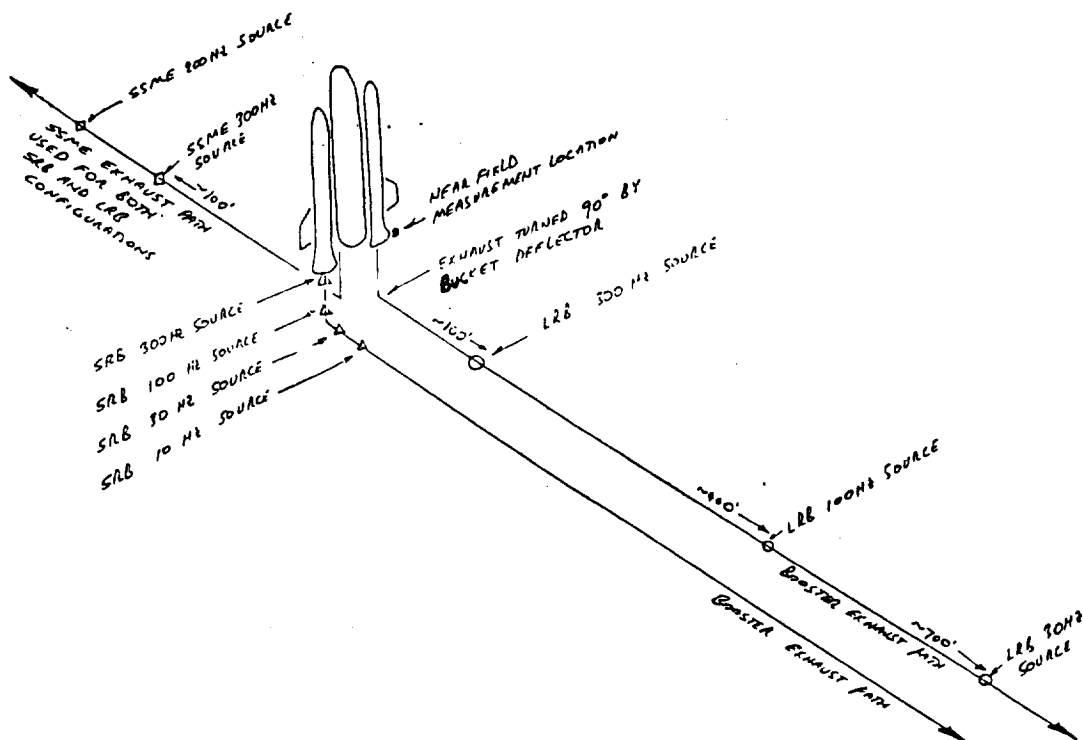 SSME 200HZ SOURCE
SSME 300HZ
SOURCE
~100'
SSME EXHAUST PATH
USED FOR BOTH
SRB AND LRB
CONFIGURATIONS
NEAR FIELD
MEASUREMENT LOCATION
EXHAUST TURNED 90° BY
BUCKET DEFLECTOR
SRB 300HZ SOURCE
SRB 100 HZ SOURCE
SRB 30 HZ SOURCE
SRB 10 HZ SOURCE
~100'
LRB 300 HZ SOURCE
~400'
LRB 100HZ SOURCE
BOOSTER EXHAUST PATH
~700'
LRB 30HZ
SOURCE
BOOSTER EXHAUST PATH